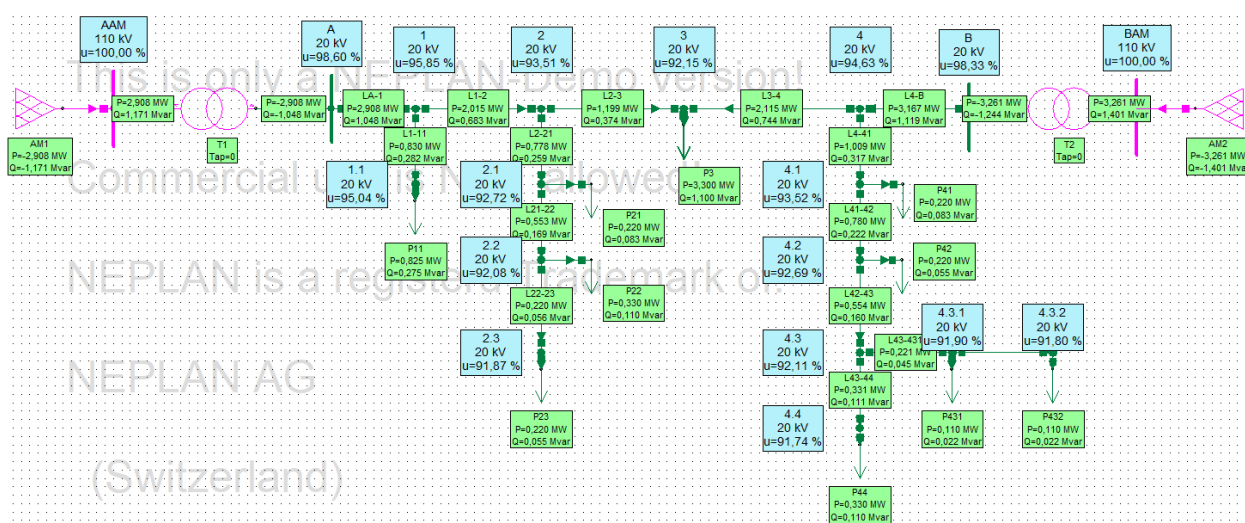 AAM
110 kV
u=100,00 %
A
20 kV
u=98,60 %
1
20 kV
u=95,85 %
2
20 kV
u=93,51 %
3
20 kV
u=92,15 %
4
20 kV
u=94,63 %
B
20 kV
u=98,33 %
BAM
110 kV
u=100,00 %
This is only a NEPLAN-Demo version!
P=2,908 MW
Q=1,171 Mvar
P=-2,908 MW
Q=-1,048 Mvar
LA-1
P=2,908 MW
Q=1,048 Mvar
L1-2
P=2,015 MW
Q=0,683 Mvar
L2-3
P=1,199 MW
Q=0,374 Mvar
L3-4
P=2,115 MW
Q=0,744 Mvar
L4-B
P=3,167 MW
Q=1,119 Mvar
P=-3,261 MW
Q=-1,244 Mvar
P=3,261 MW
Q=1,401 Mvar
AM1
P=-2,908 MW
Q=-1,171 Mvar
T1
Tap=0
L1-11
P=0,830 MW
Q=0,282 Mvar
L2-21
P=0,778 MW
Q=0,259 Mvar
L4-41
P=1,009 MW
Q=0,317 Mvar
T2
Tap=0
AM2
P=-3,261 MW
Q=-1,401 Mvar
Commercial u is N allowed
1.1
20 kV
u=95,04 %
2.1
20 kV
u=92,72 %
P3
P=3,300 MW
Q=1,100 Mvar
4.1
20 kV
u=93,52 %
P41
P=0,220 MW
Q=0,083 Mvar
L21-22
P=0,553 MW
Q=0,169 Mvar
P21
P=0,220 MW
Q=0,083 Mvar
L41-42
P=0,780 MW
Q=0,222 Mvar
P11
P=0,825 MW
Q=0,275 Mvar
2.2
20 kV
u=92,08 %
4.2
20 kV
u=92,69 %
P42
P=0,220 MW
Q=0,055 Mvar
NEPLAN is a registe Trademark of:
L22-23
P=0,220 MW
Q=0,056 Mvar
P22
P=0,330 MW
Q=0,110 Mvar
L42-43
P=0,554 MW
Q=0,160 Mvar
4.3.1
20 kV
u=91,90 %
4.3.2
20 kV
u=91,80 %
2.3
20 kV
u=91,87 %
4.3
20 kV
u=92,11 %
L43-431
P=0,221 MW
Q=0,045 Mvar
NEPLAN AG
L43-44
P=0,331 MW
Q=0,111 Mvar
P23
P=0,220 MW
Q=0,055 Mvar
4.4
20 kV
u=91,74 %
P431
P=0,110 MW
Q=0,022 Mvar
P432
P=0,110 MW
Q=0,022 Mvar
(Switzerland)
P44
P=0,330 MW
Q=0,110 Mvar